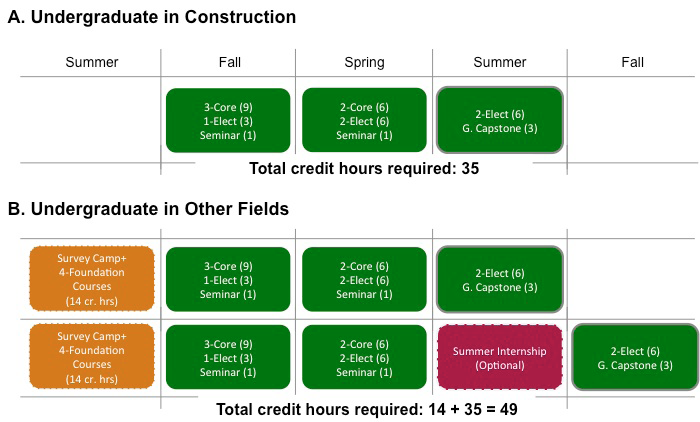 A. Undergraduate in Construction
Summer
Fall
Spring
Summer
Fall
3-Core (9)
1-Elect (3)
Seminar (1)
2-Core (6)
2-Elect (6)
Seminar (1)
2-Elect (6)
G. Capstone (3)
Total credit hours required: 35
B. Undergraduate in Other Fields
Survey Camp+
4-Foundation
Courses
(14 cr. hrs)
3-Core (9)
1-Elect (3)
Seminar (1)
2-Core (6)
2-Elect (6)
Seminar (1)
2-Elect (6)
G. Capstone (3)
Survey Camp+
4-Foundation
Courses
(14 cr. hrs)
3-Core (9)
1-Elect (3)
Seminar (1)
2-Core (6)
2-Elect (6)
Seminar (1)
Summer Internship
(Optional)
2-Elect (6)
G. Capstone (3)
Total credit hours required: 14 + 35 = 49